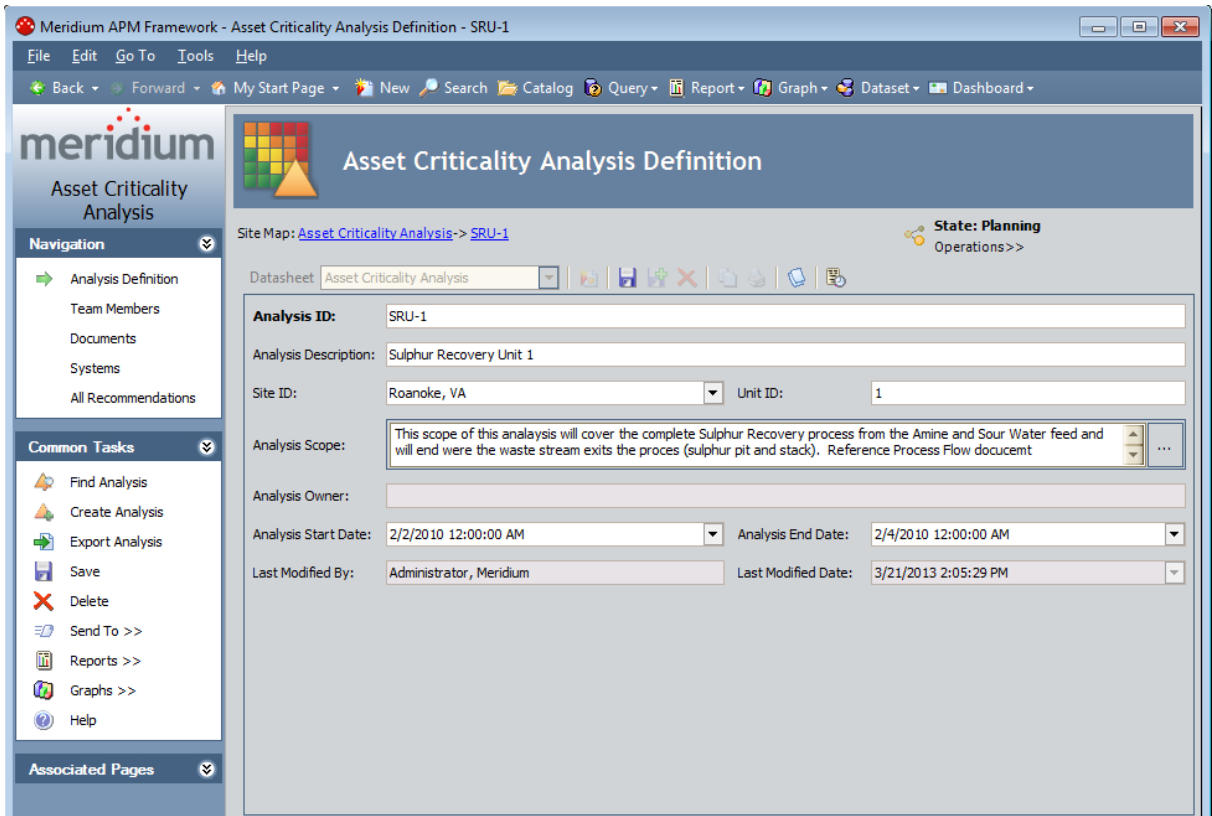 Meridium APM Framework - Asset Criticality Analysis Definition - SRU-1
File Edit Go To Tools Help
Back Forward My Start Page New Search Catalog Query Report Graph Dataset Dashboard
meridium
Asset Criticality
Analysis
Navigation
Analysis Definition
Team Members
Documents
Systems
All Recommendations
Common Tasks
Find Analysis
Create Analysis
Export Analysis
Save
Delete
Send To >>
Reports >>
Graphs >>
Help
Associated Pages
Asset Criticality Analysis Definition
Site Map: Asset Criticality Analysis-> SRU-1
State: Planning
Operations>>
Datasheet Asset Criticality Analysis
Analysis ID: SRU-1
Analysis Description: Sulphur Recovery Unit 1
Site ID: Roanoke, VA Unit ID: 1
Analysis Scope: This scope of this analaysis will cover the complete Sulphur Recovery process from the Amine and Sour Water feed and
will end were the waste stream exits the proces (sulphur pit and stack). Reference Process Flow docucemt
...
Analysis Owner:
Analysis Start Date: 2/2/2010 12:00:00 AM Analysis End Date: 2/4/2010 12:00:00 AM
Last Modified By: Administrator, Meridium Last Modified Date: 3/21/2013 2:05:29 PM